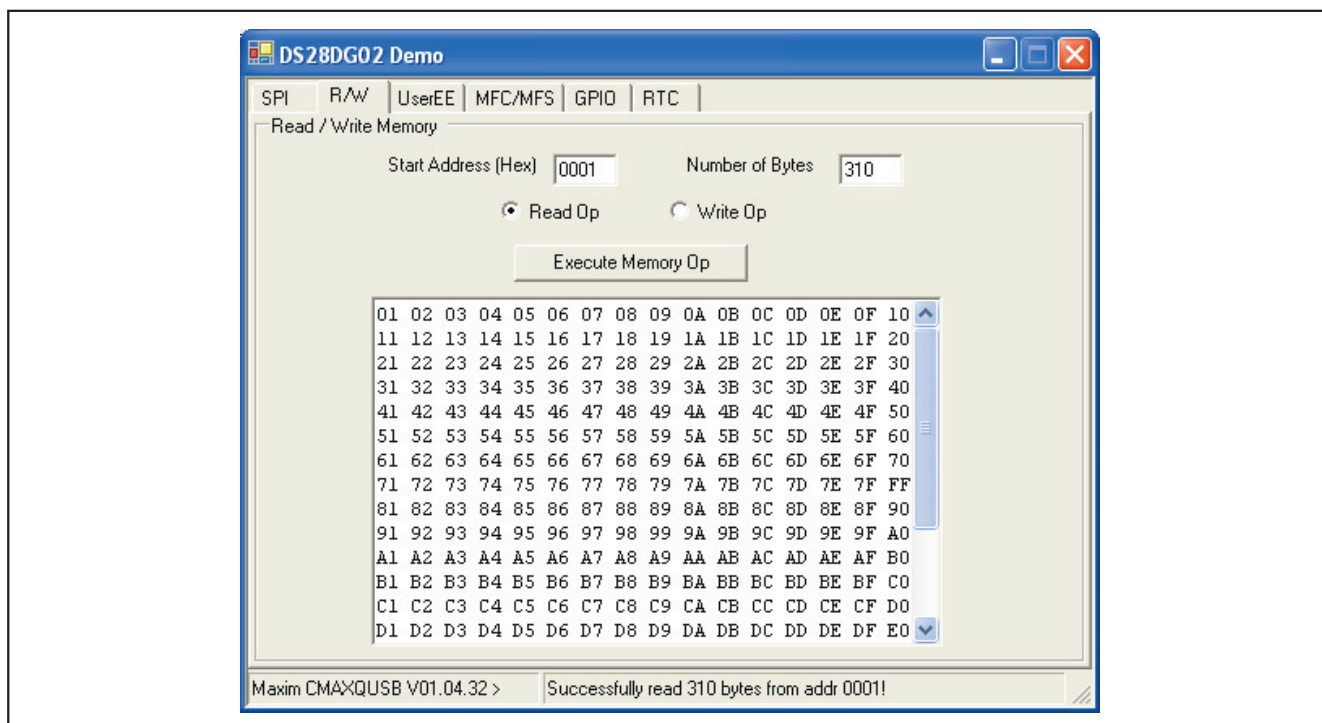 DS28DG02 Demo
SPI R/W UserEE MFC/MFS GPIO RTC
Read / Write Memory
Start Address (Hex) 0001 Number of Bytes 310
Read Op Write Op
Execute Memory Op
01 02 03 04 05 06 07 08 09 0A 0B 0C 0D 0E 0F 10
11 12 13 14 15 16 17 18 19 1A 1B 1C 1D 1E 1F 20
21 22 23 24 25 26 27 28 29 2A 2B 2C 2D 2E 2F 30
31 32 33 34 35 36 37 38 39 3A 3B 3C 3D 3E 3F 40
41 42 43 44 45 46 47 48 49 4A 4B 4C 4D 4E 4F 50
51 52 53 54 55 56 57 58 59 5A 5B 5C 5D 5E 5F 60
61 62 63 64 65 66 67 68 69 6A 6B 6C 6D 6E 6F 70
71 72 73 74 75 76 77 78 79 7A 7B 7C 7D 7E 7F FF
81 82 83 84 85 86 87 88 89 8A 8B 8C 8D 8E 8F 90
91 92 93 94 95 96 97 98 99 9A 9B 9C 9D 9E 9F A0
A1 A2 A3 A4 A5 A6 A7 A8 A9 AA AB AC AD AE AF B0
B1 B2 B3 B4 B5 B6 B7 B8 B9 BA BB BC BD BE BF C0
C1 C2 C3 C4 C5 C6 C7 C8 C9 CA CB CC CD CE CF D0
D1 D2 D3 D4 D5 D6 D7 D8 D9 DA DB DC DD DE DF E0
Maxim CMAXQUSB V01.04.32 > Successfully read 310 bytes from addr 0001!